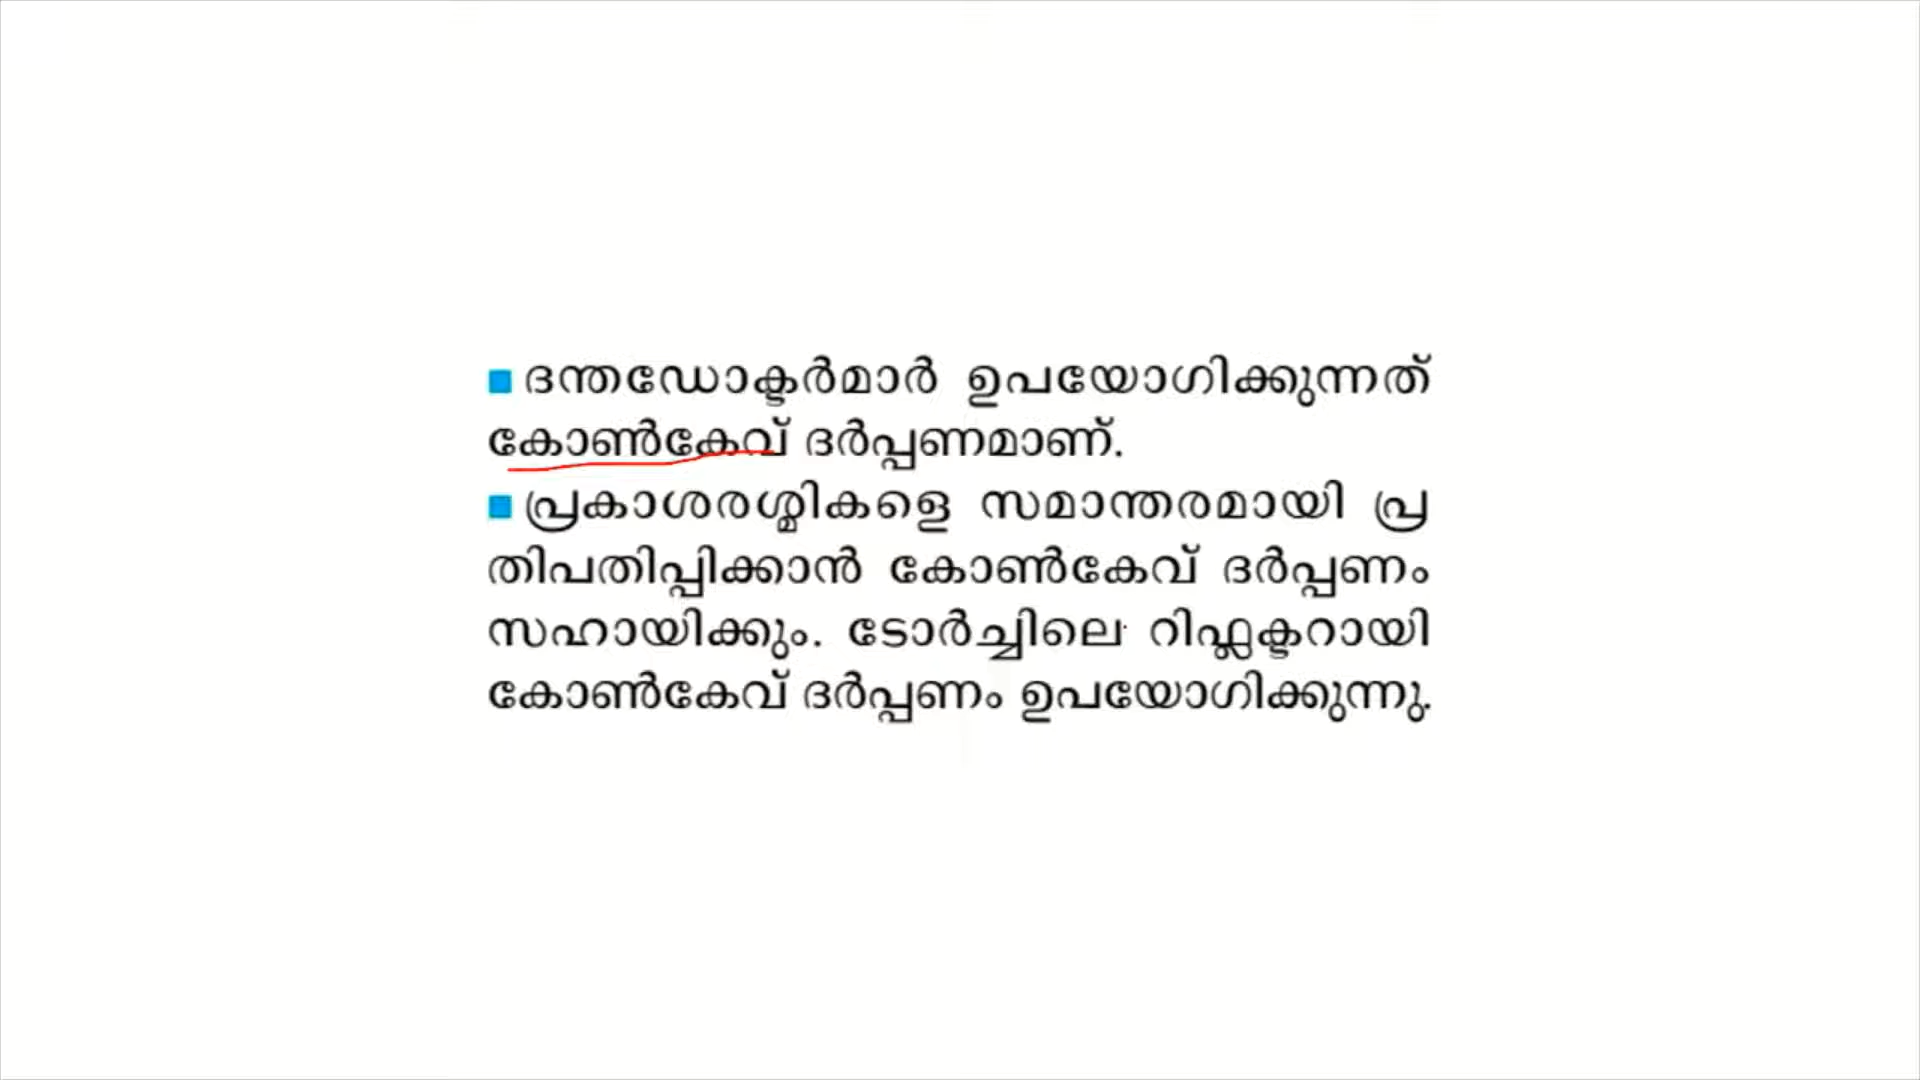 ■ ദന്തഡോക്ടർമാർ ഉപയോഗിക്കുന്നത്
കോൺകേവ് ദർപ്പണമാണ്.
■ പ്രകാശരശ്മികളെ സമാന്തരമായി പ്ര
തിപതിപ്പിക്കാൻ കോൺകേവ് ദർപ്പണം
സഹായിക്കും. ടോർച്ചിലെ റിഫ്ലക്ടറായി
കോൺകേവ് ദർപ്പണം ഉപയോഗിക്കുന്നു.